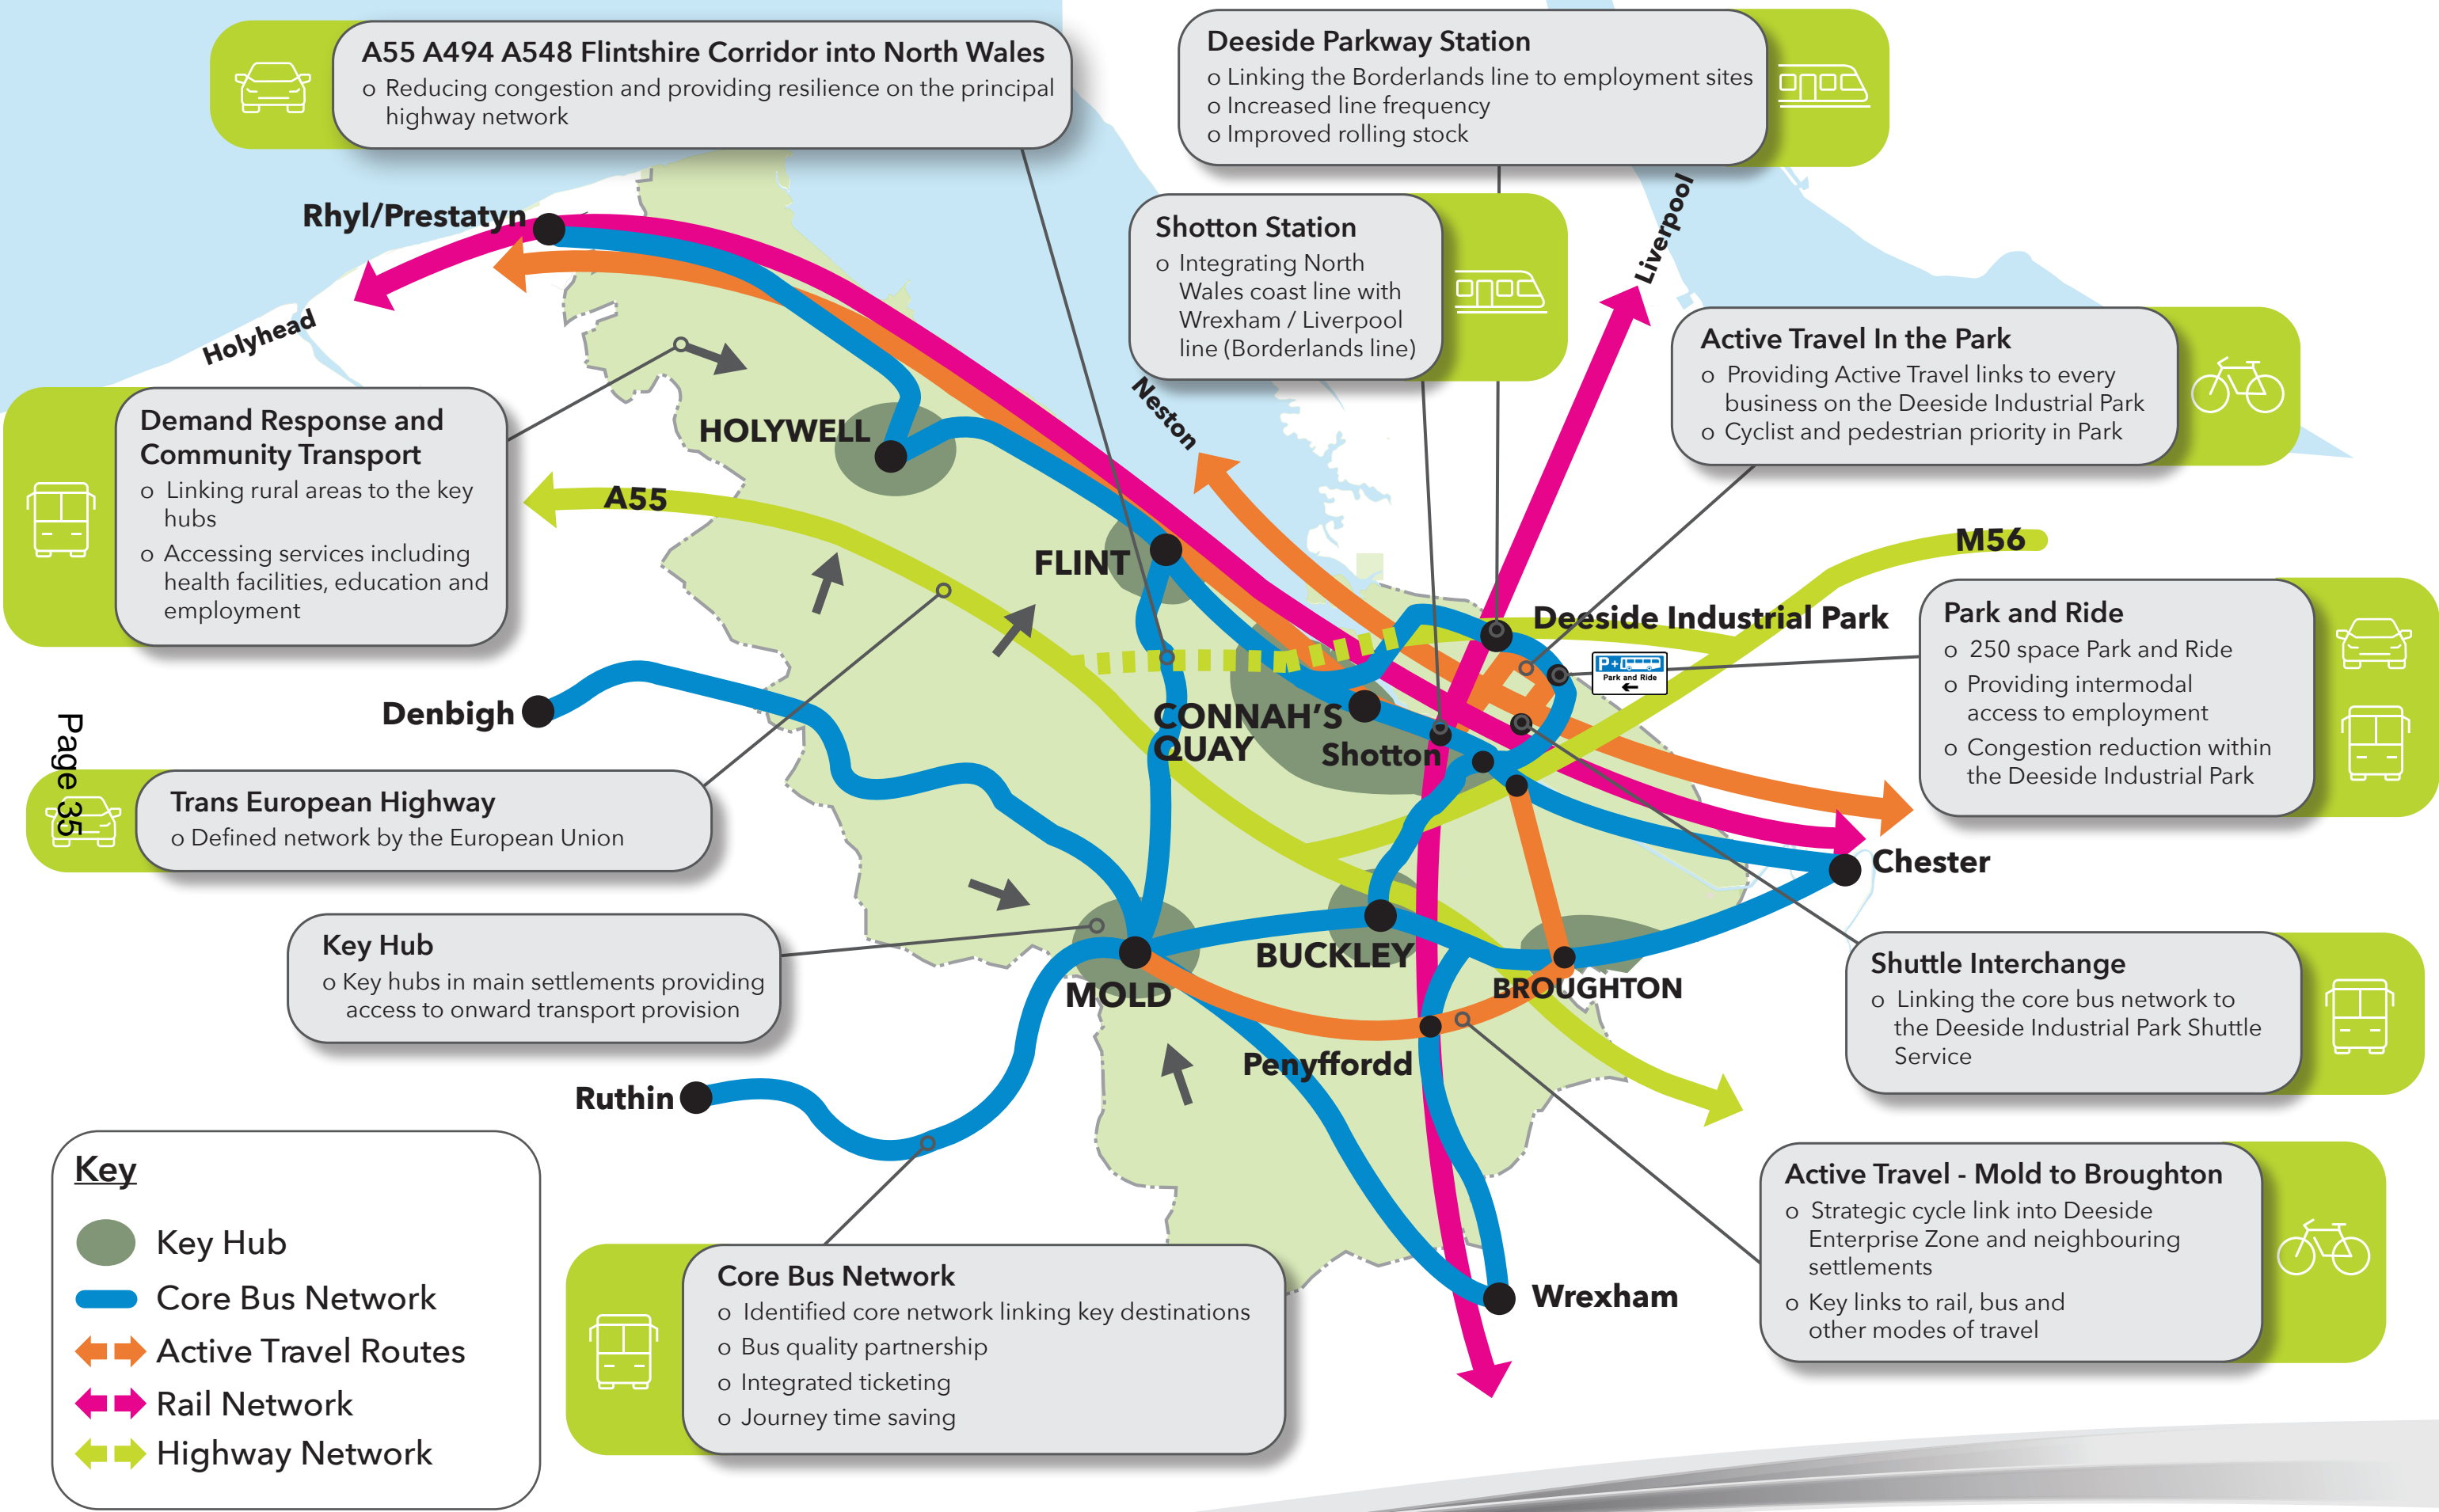 A55 A494 A548 Flintshire Corridor into North Wales
o Reducing congestion and providing resilience on the principal
highway network
Deeside Parkway Station
o Linking the Borderlands line to employment sites
o Increased line frequency
o Improved rolling stock
Shotton Station
o Integrating North
Wales coast line with
Wrexham / Liverpool
line (Borderlands line)
Liverpool
Rhyl/Prestatyn
Holyhead
Neston
Active Travel In the Park
o Providing Active Travel links to every
business on the Deeside Industrial Park
o Cyclist and pedestrian priority in Park
Demand Response and
Community Transport
o Linking rural areas to the key
hubs
o Accessing services including
health facilities, education and
employment
HOLYWELL
A55
FLINT
M56
Deeside Industrial Park
P+
Park and Ride
Park and Ride
o 250 space Park and Ride
o Providing intermodal
access to employment
o Congestion reduction within
the Deeside Industrial Park
Denbigh
CONNAH'S
QUAY
Shotton
Page 35
Trans European Highway
o Defined network by the European Union
Chester
Key Hub
o Key hubs in main settlements providing
access to onward transport provision
MOLD
BUCKLEY
BROUGHTON
Shuttle Interchange
o Linking the core bus network to
the Deeside Industrial Park Shuttle
Service
Penyffordd
Ruthin
Active Travel - Mold to Broughton
o Strategic cycle link into Deeside
Enterprise Zone and neighbouring
settlements
o Key links to rail, bus and
other modes of travel
Wrexham
Core Bus Network
o Identified core network linking key destinations
o Bus quality partnership
o Integrated ticketing
o Journey time saving
Key
Key Hub
Core Bus Network
Active Travel Routes
Rail Network
Highway Network